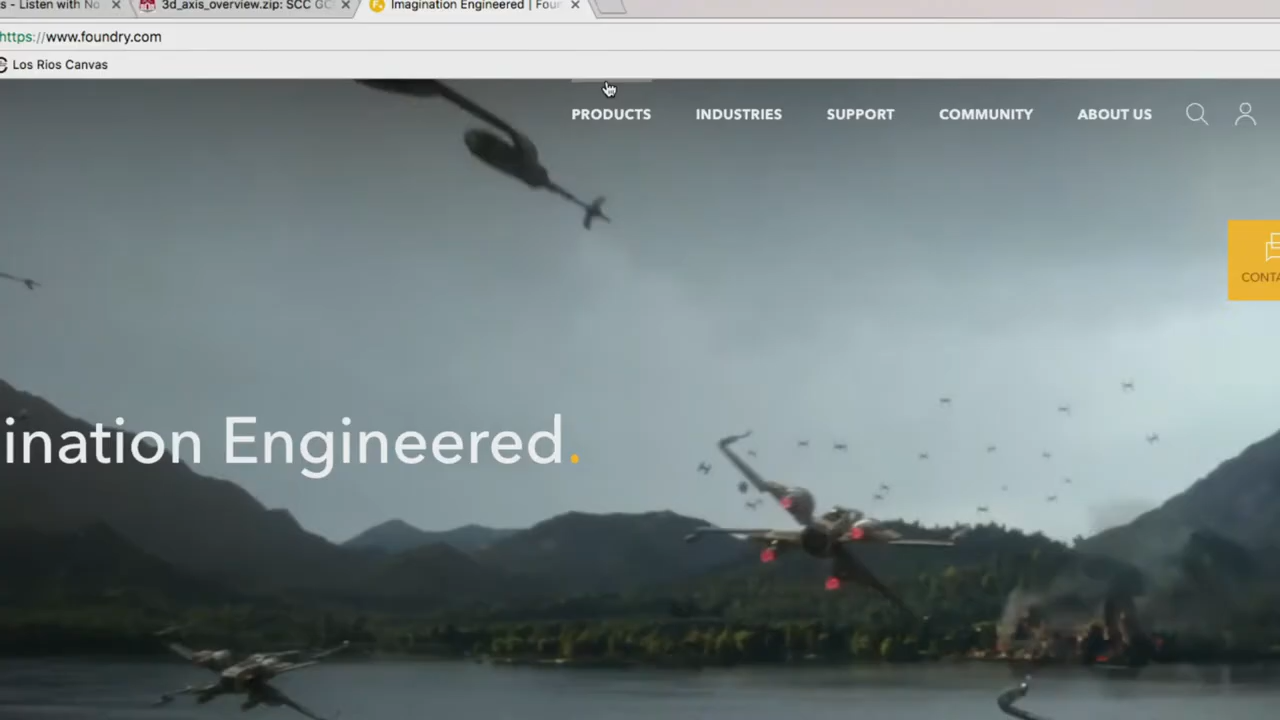 s - Listen with No
3d_axis_overview.zip: SCC GC
Imagination Engineered | Four
https://www.foundry.com
Los Rios Canvas
PRODUCTS INDUSTRIES SUPPORT COMMUNITY ABOUT US
CONTA
ination Engineered.